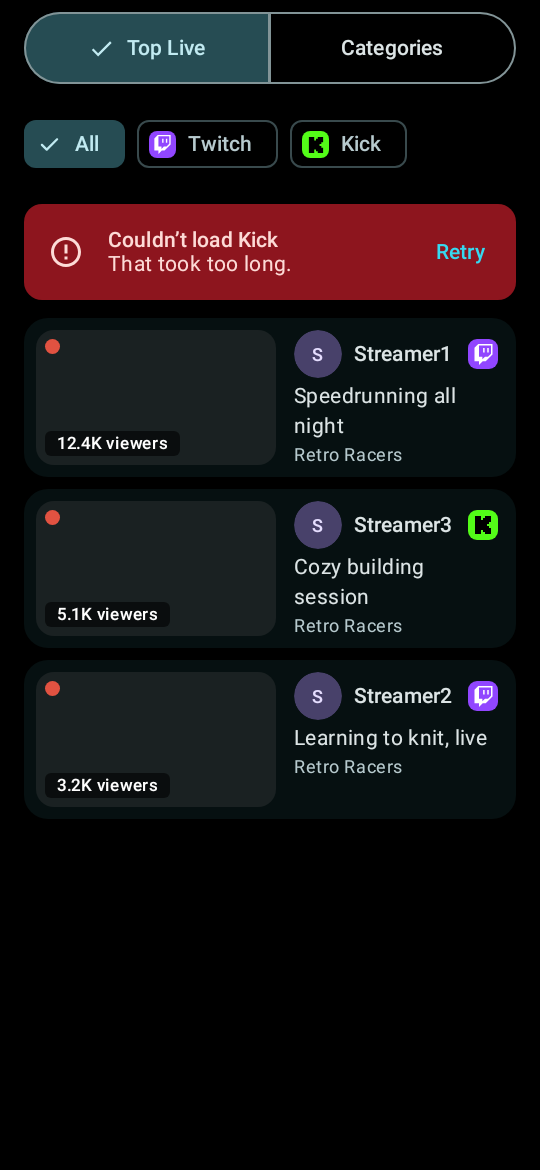 Top Live
Categories
All
Twitch
Kick
Couldn’t load Kick
That took too long.
Retry
12.4K viewers
S
Streamer1
Speedrunning all
night
Retro Racers
5.1K viewers
S
Streamer3
Cozy building
session
Retro Racers
3.2K viewers
S
Streamer2
Learning to knit, live
Retro Racers